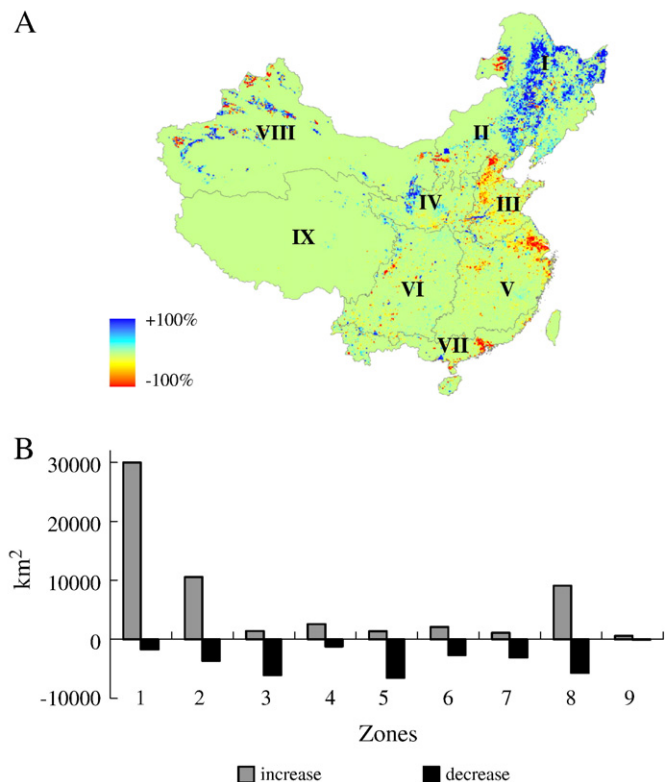 A
I
II
VIII
IV
III
IX
VI
V
VII
+100%
-100%
B
30000
20000
10000
0
-10000
km²
1 2 3 4 5 6 7 8 9
Zones
increase decrease